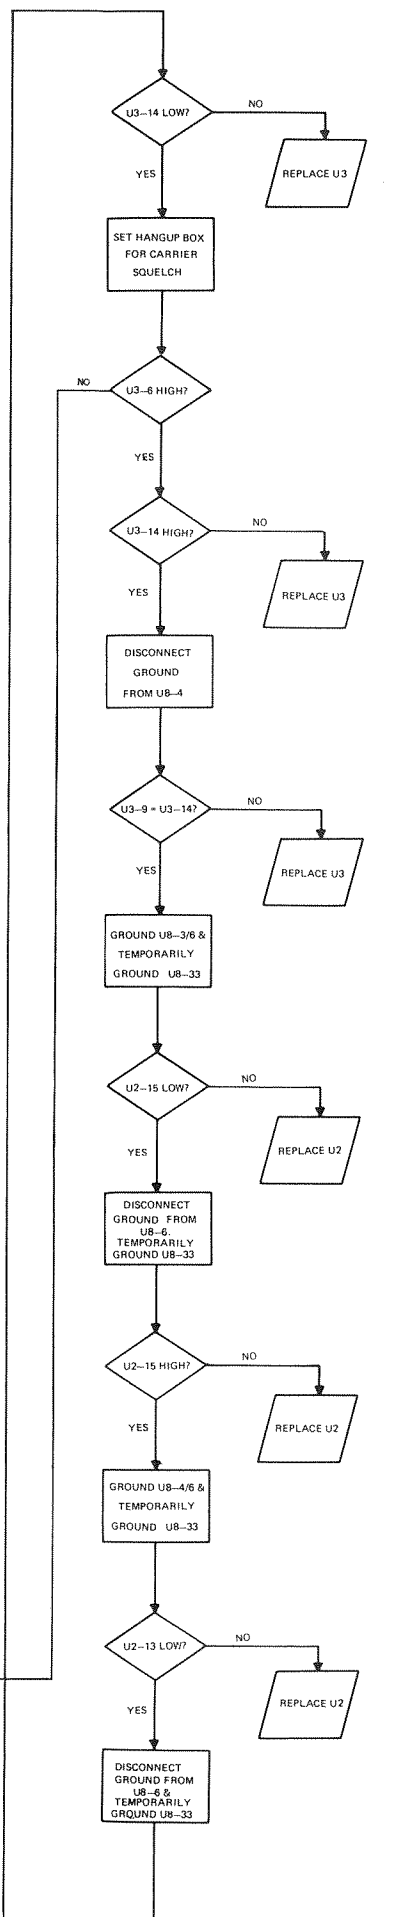 U3–14 LOW?
NO
REPLACE U3
YES
SET HANGUP BOX
FOR CARRIER
SQUELCH
NO
U3–6 HIGH?
YES
U3–14 HIGH?
NO
REPLACE U3
YES
DISCONNECT
GROUND
FROM U8–4
U3–9 = U3–14?
NO
REPLACE U3
YES
GROUND U8–3/6 &
TEMPORARILY
GROUND U8–33
U2–15 LOW?
NO
REPLACE U2
YES
DISCONNECT
GROUND FROM
U8–6.
TEMPORARILY
GROUND U8–33
U2–15 HIGH?
NO
REPLACE U2
YES
GROUND U8–4/6 &
TEMPORARILY
GROUND U8–33
U2–13 LOW?
NO
REPLACE U2
YES
DISCONNECT
GROUND FROM
U8–6 &
TEMPORARILY
GROUND U8–33